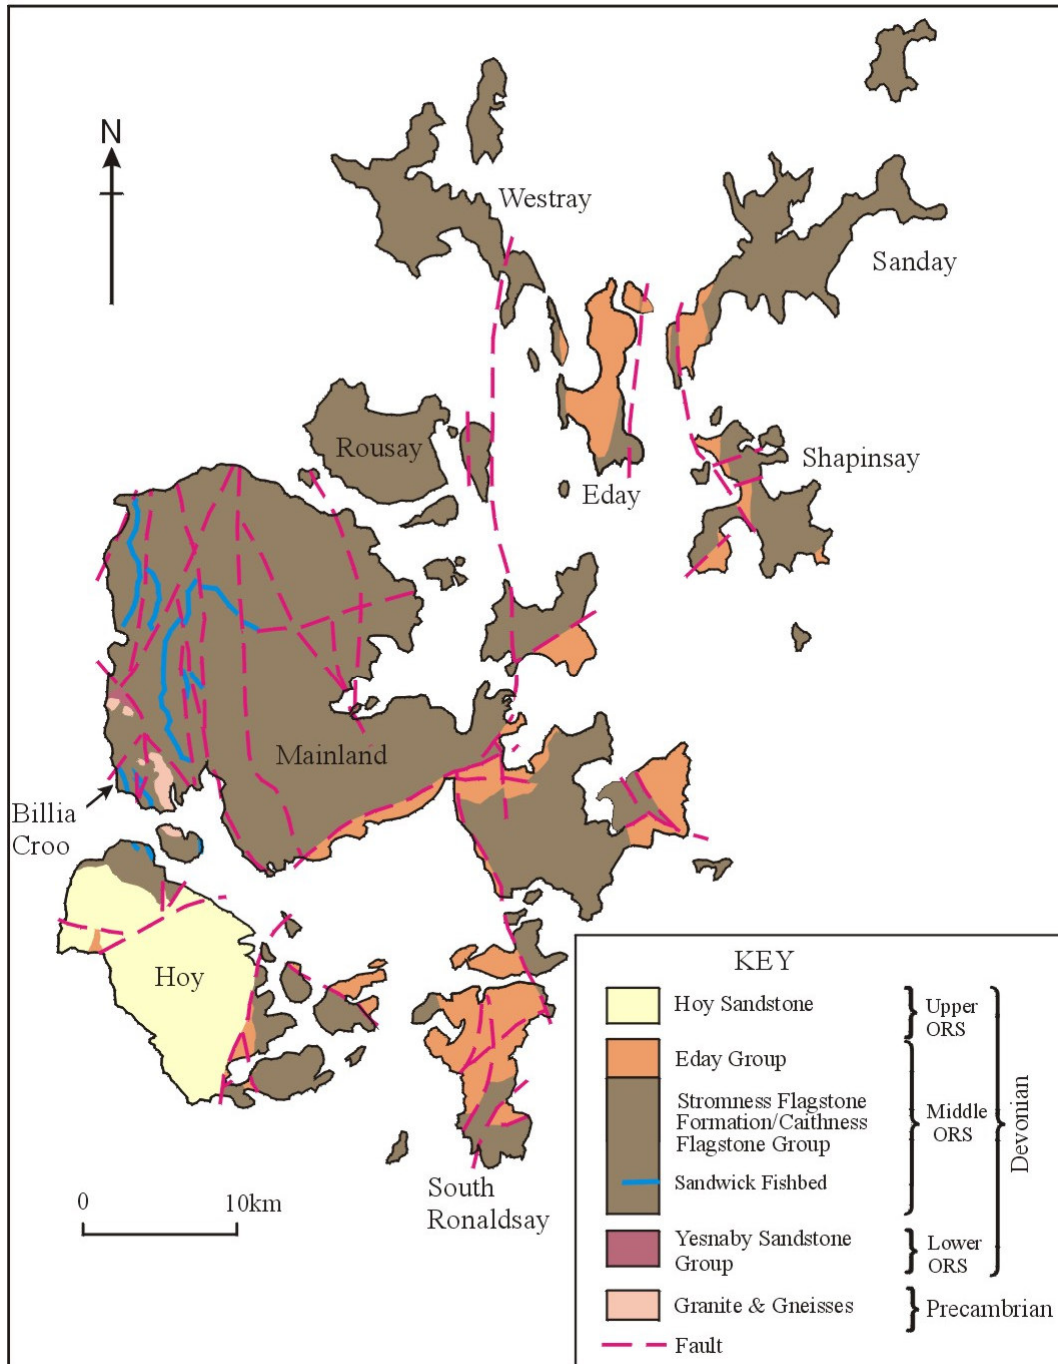 N
Westray
Sanday
Rousay
Eday
Shapinsay
Mainland
Billia
Croo
Hoy
South
Ronaldsay
0 10km
KEY
Hoy Sandstone
Upper
ORS
Eday Group
Stromness Flagstone
Formation/Caithness
Flagstone Group
Middle
ORS
Devonian
Sandwick Fishbed
Yesnaby Sandstone
Group
Lower
ORS
Granite & Gneisses
Precambrian
Fault